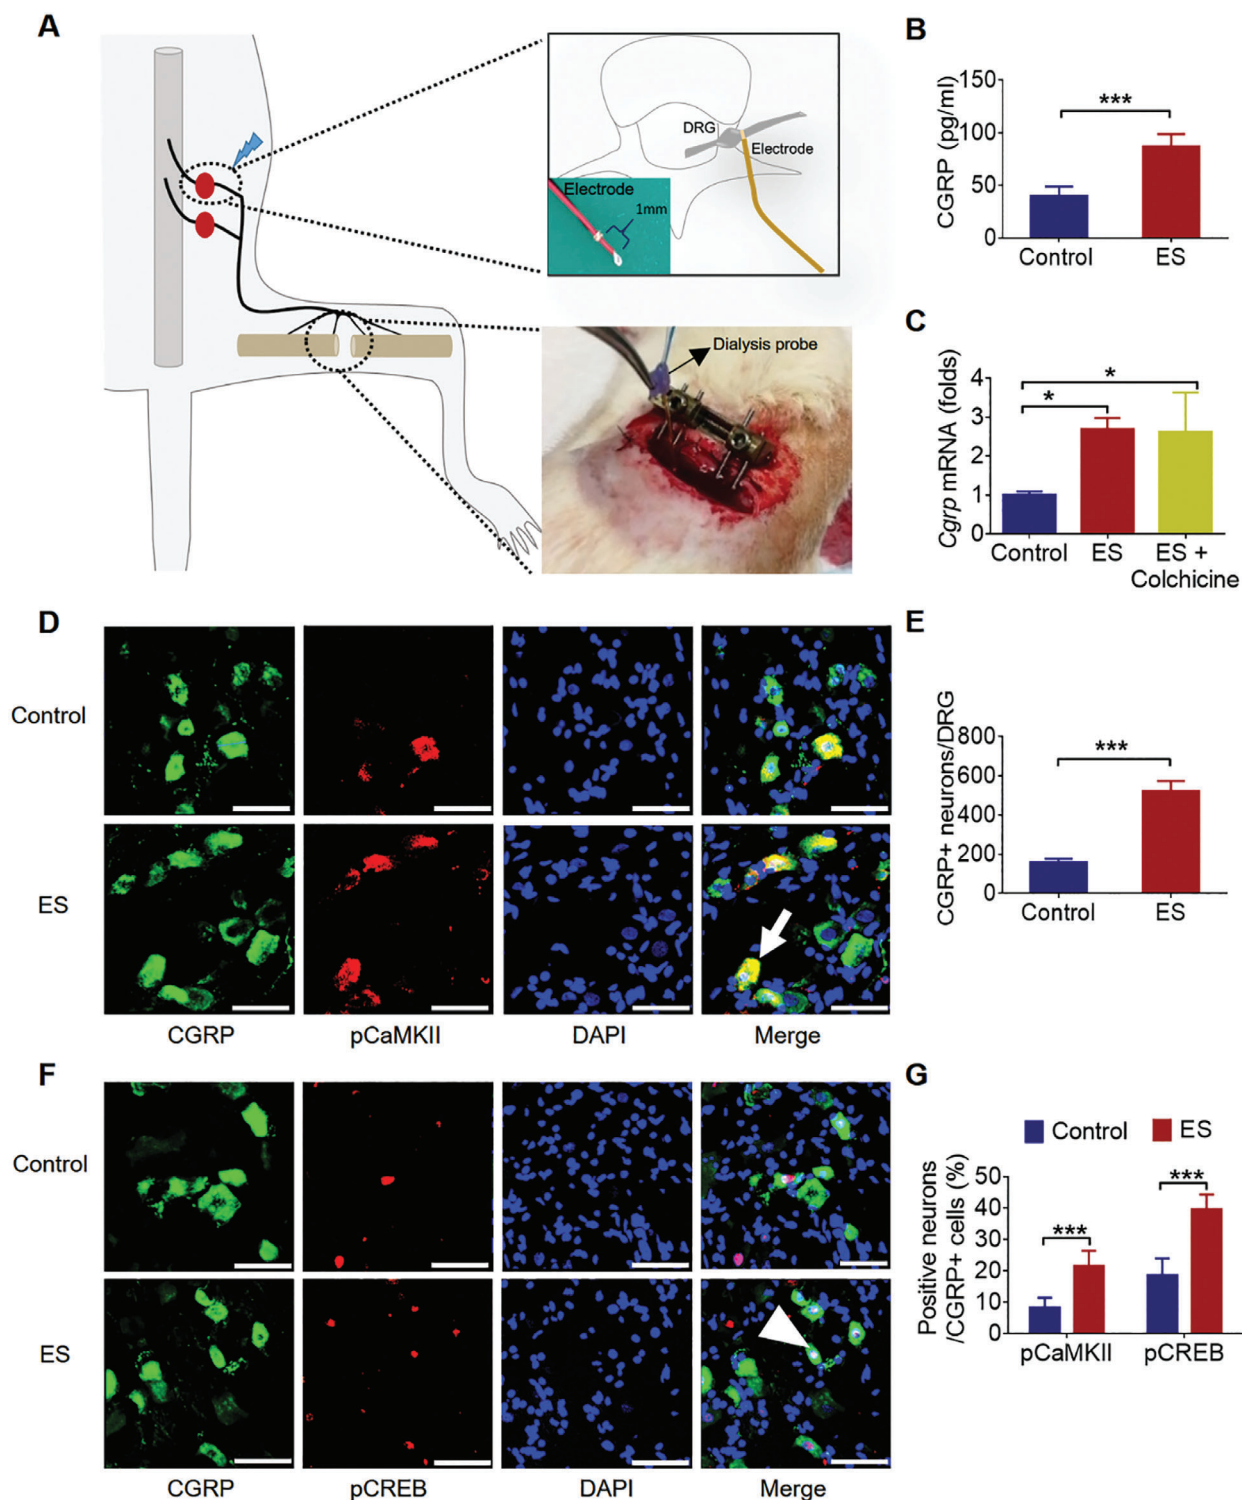 A
DRG
Electrode
Electrode
1mm
Dialysis probe
B
CGRP (pg/ml)
150
100
50
0
***
Control
ES
C
Cgrp mRNA (folds)
4
3
2
1
0
*
*
Control
ES
ES +
Colchicine
D
Control
ES
CGRP
pCaMKII
DAPI
Merge
E
CGRP+ neurons/DRG
800
600
400
200
0
***
Control
ES
F
Control
ES
CGRP
pCREB
DAPI
Merge
G
Control
ES
Positive neurons
/CGRP+ cells (%)
50
40
30
20
10
0
***
***
pCaMKII
pCREB